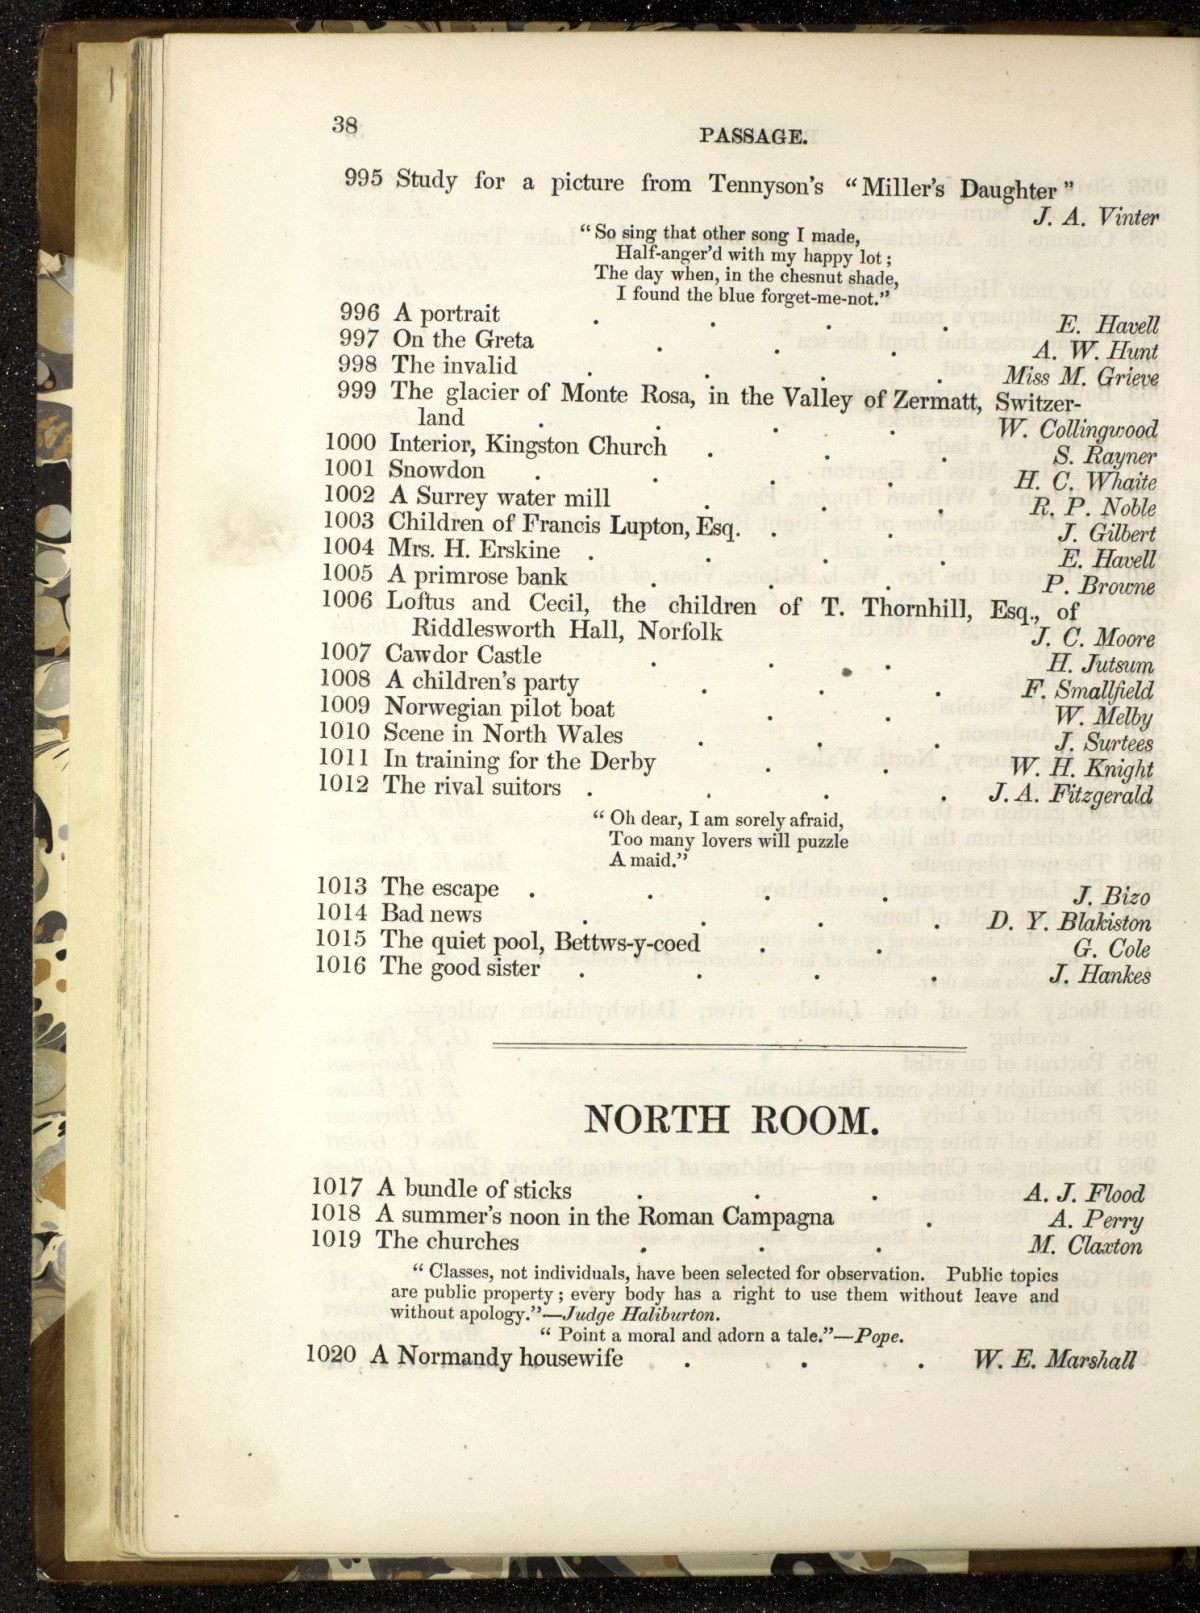 38
PASSAGE.
995 Study for a picture from Tennyson's "Miller's Daughter"
J. A. Vinter
"So sing that other song I made,
Half-anger'd with my happy lot;
The day when, in the chesnut shade,
I found the blue forget-me-not."
996 A portrait . . . . E. Havell
997 On the Greta . . . A. W. Hunt
998 The invalid . . . . Miss M. Grieve
999 The glacier of Monte Rosa, in the Valley of Zermatt, Switzer-
land . . . . W. Collingwood
1000 Interior, Kingston Church . . . S. Rayner
1001 Snowdon . . . . H. C. Whaite
1002 A Surrey water mill . . . R. P. Noble
1003 Children of Francis Lupton, Esq. . . J. Gilbert
1004 Mrs. H. Erskine . . . . E. Havell
1005 A primrose bank . . . P. Browne
1006 Loftus and Cecil, the children of T. Thornhill, Esq., of
Riddlesworth Hall, Norfolk . . J. C. Moore
1007 Cawdor Castle . . . H. Jutsum
1008 A children's party . . . F. Smallfield
1009 Norwegian pilot boat . . W. Melby
1010 Scene in North Wales . . . J. Surtees
1011 In training for the Derby . . W. H. Knight
1012 The rival suitors . . . . J. A. Fitzgerald
"Oh dear, I am sorely afraid,
Too many lovers will puzzle
A maid."
1013 The escape . . . . J. Bizo
1014 Bad news . . . . D. Y. Blakiston
1015 The quiet pool, Bettws-y-coed . . G. Cole
1016 The good sister . . . . J. Hankes
NORTH ROOM.
1017 A bundle of sticks . . . A. J. Flood
1018 A summer's noon in the Roman Campagna . A. Perry
1019 The churches . . . M. Claxton
"Classes, not individuals, have been selected for observation. Public topics
are public property; every body has a right to use them without leave and
without apology."—Judge Haliburton.
"Point a moral and adorn a tale."—Pope.
1020 A Normandy housewife . . . W. E. Marshall